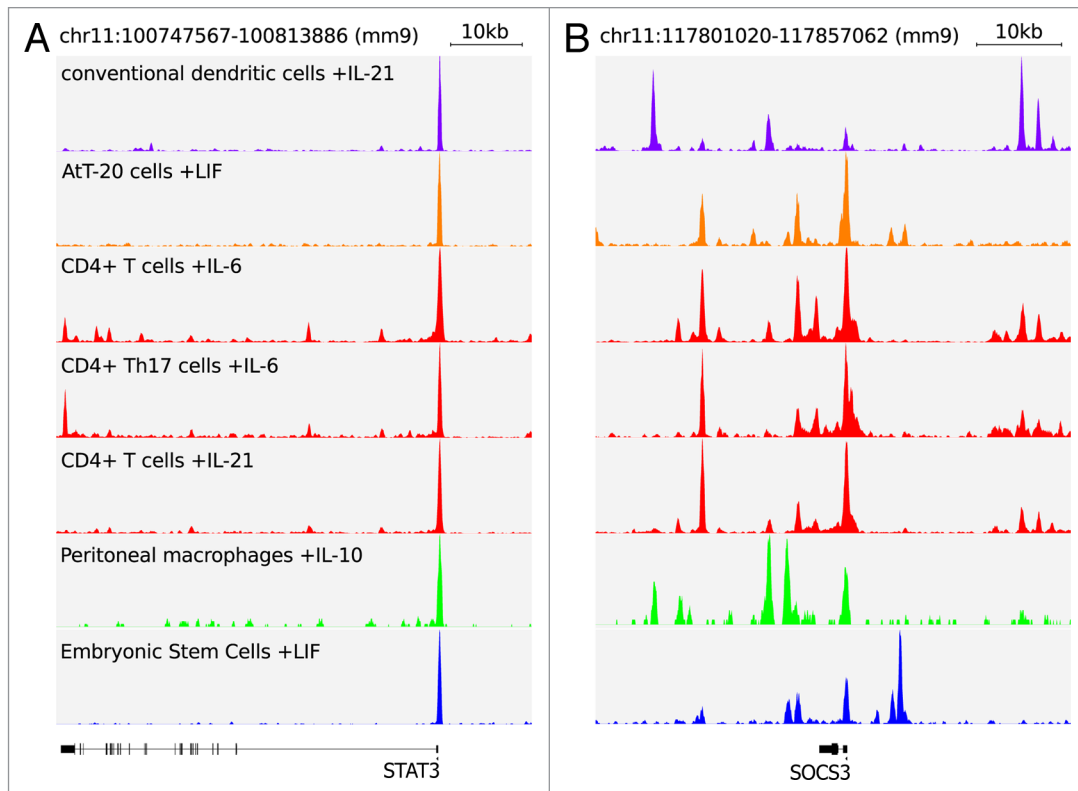 A chr11:100747567-100813886 (mm9) 10kb
conventional dendritic cells +IL-21
AtT-20 cells +LIF
CD4+ T cells +IL-6
CD4+ Th17 cells +IL-6
CD4+ T cells +IL-21
Peritoneal macrophages +IL-10
Embryonic Stem Cells +LIF
STAT3
B chr11:117801020-117857062 (mm9) 10kb
SOCS3